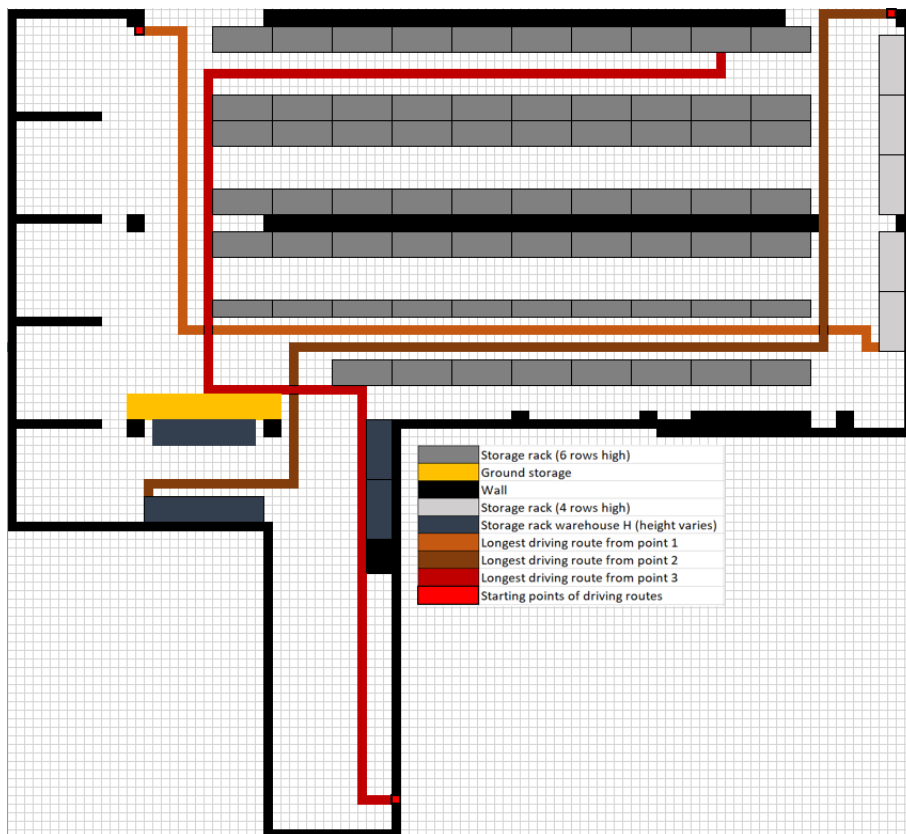 Storage rack (6 rows high)
Ground storage
Wall
Storage rack (4 rows high)
Storage rack warehouse H (height varies)
Longest driving route from point 1
Longest driving route from point 2
Longest driving route from point 3
Starting points of driving routes